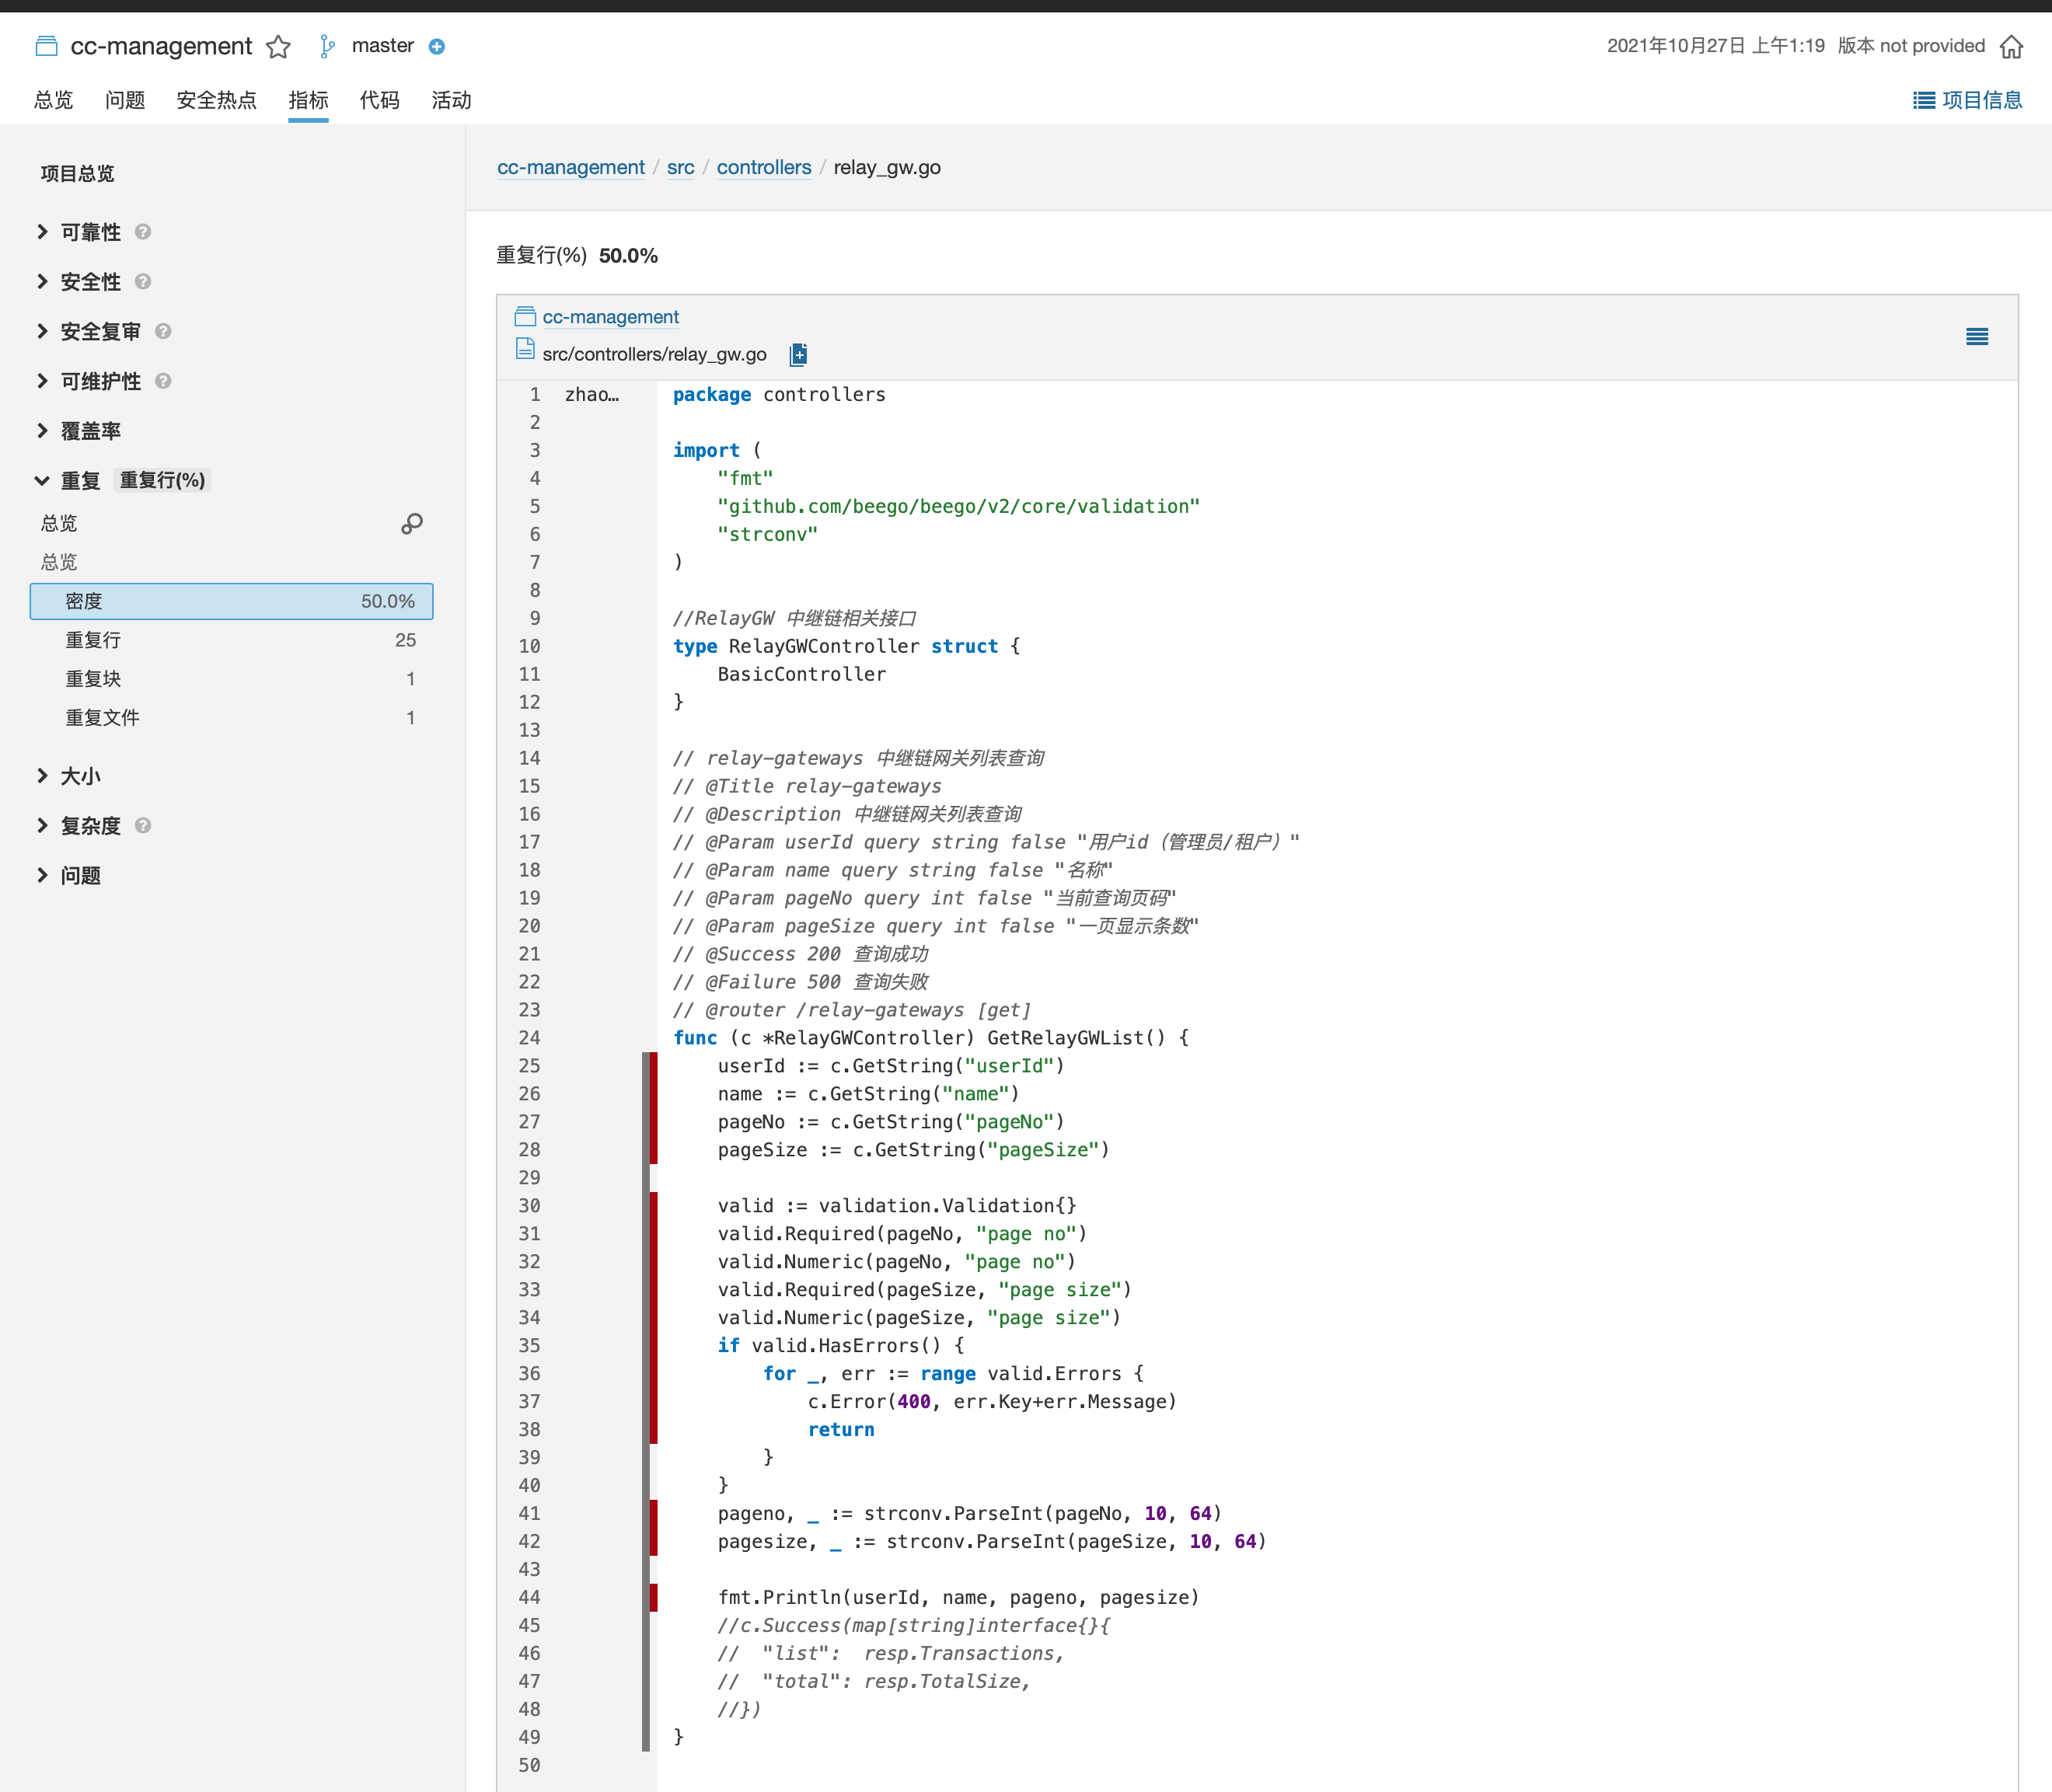 cc-management master
2021年10月27日 上午1:19 版本 not provided
总览 问题 安全热点 指标 代码 活动
项目信息
项目总览
可靠性
安全性
安全复审
可维护性
覆盖率
重复 重复行(%)
总览
总览
密度 50.0%
重复行 25
重复块 1
重复文件 1
大小
复杂度
问题
cc-management / src / controllers / relay_gw.go
重复行(%) 50.0%
cc-management
src/controllers/relay_gw.go
1 zhao… package controllers
2
3 import (
4 "fmt"
5 "github.com/beego/beego/v2/core/validation"
6 "strconv"
7 )
8
9 //RelayGW 中继链相关接口
10 type RelayGWController struct {
11 BasicController
12 }
13
14 // relay-gateways 中继链网关列表查询
15 // @Title relay-gateways
16 // @Description 中继链网关列表查询
17 // @Param userId query string false "用户id（管理员/租户）"
18 // @Param name query string false "名称"
19 // @Param pageNo query int false "当前查询页码"
20 // @Param pageSize query int false "一页显示条数"
21 // @Success 200 查询成功
22 // @Failure 500 查询失败
23 // @router /relay-gateways [get]
24 func (c *RelayGWController) GetRelayGWList() {
25 userId := c.GetString("userId")
26 name := c.GetString("name")
27 pageNo := c.GetString("pageNo")
28 pageSize := c.GetString("pageSize")
29
30 valid := validation.Validation{}
31 valid.Required(pageNo, "page no")
32 valid.Numeric(pageNo, "page no")
33 valid.Required(pageSize, "page size")
34 valid.Numeric(pageSize, "page size")
35 if valid.HasErrors() {
36 for _, err := range valid.Errors {
37 c.Error(400, err.Key+err.Message)
38 return
39 }
40 }
41 pageno, _ := strconv.ParseInt(pageNo, 10, 64)
42 pagesize, _ := strconv.ParseInt(pageSize, 10, 64)
43
44 fmt.Println(userId, name, pageno, pagesize)
45 //c.Success(map[string]interface{}{
46 // "list": resp.Transactions,
47 // "total": resp.TotalSize,
48 //})
49 }
50